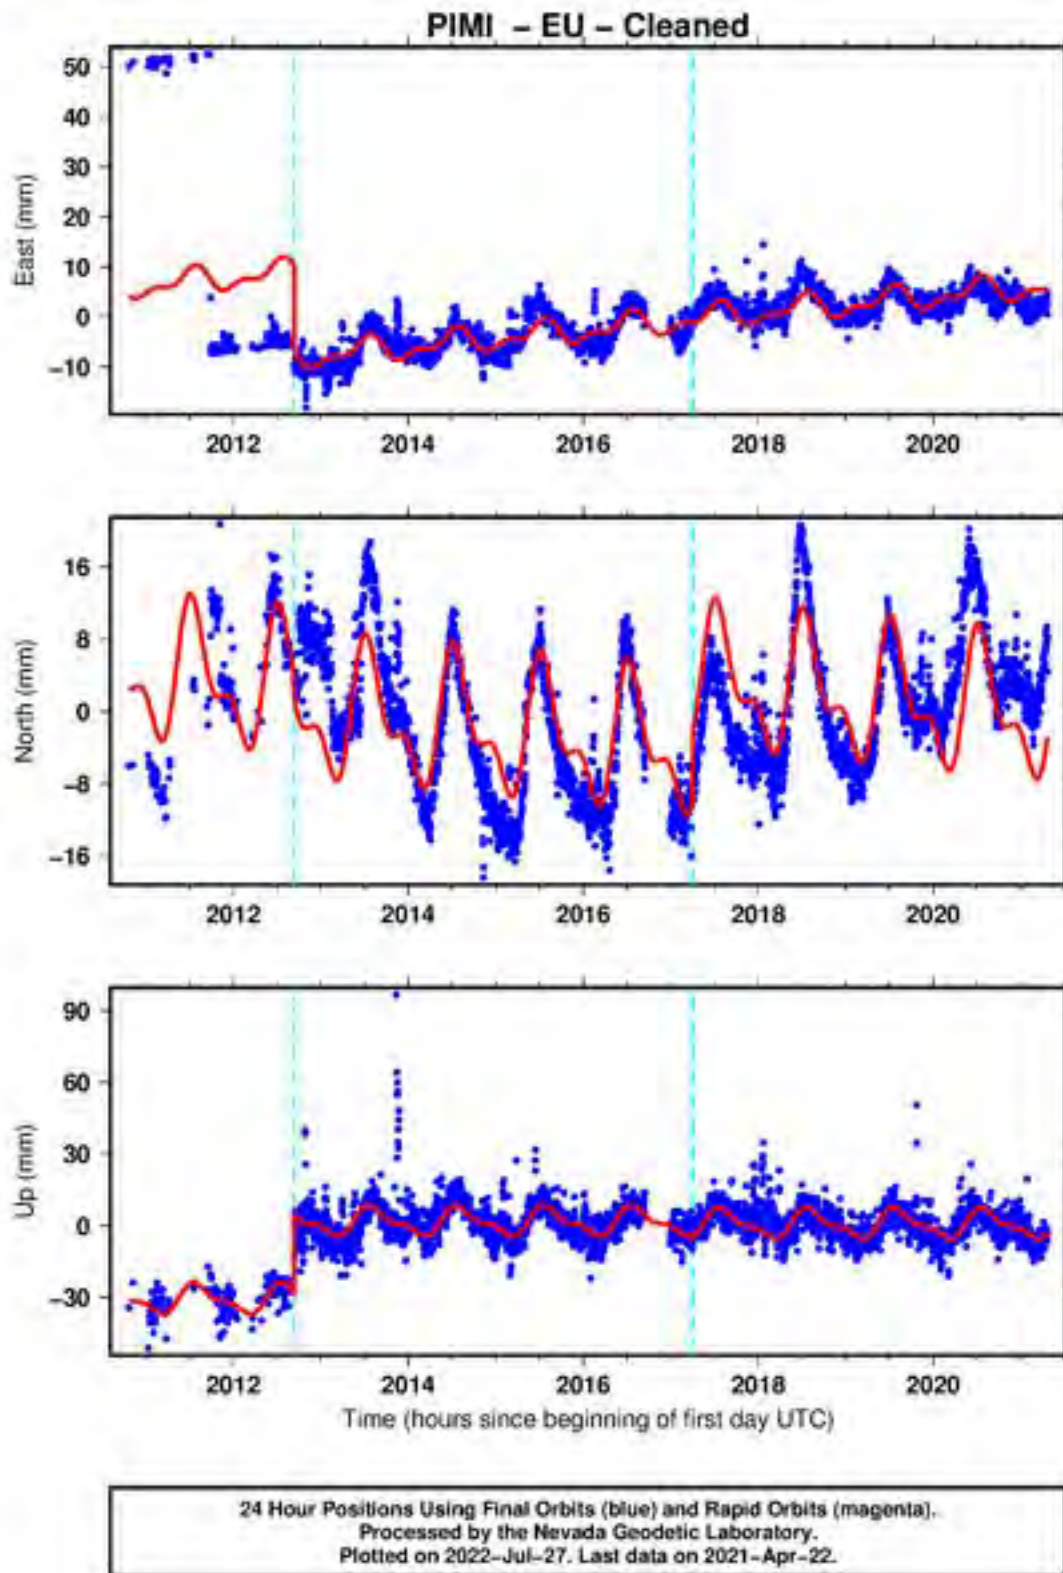 PIMI – EU – Cleaned
50
40
30
20
10
0
−10
East (mm)
2012 2014 2016 2018 2020
16
8
0
−8
−16
North (mm)
2012 2014 2016 2018 2020
90
60
30
0
−30
Up (mm)
2012 2014 2016 2018 2020
Time (hours since beginning of first day UTC)
24 Hour Positions Using Final Orbits (blue) and Rapid Orbits (magenta).
Processed by the Nevada Geodetic Laboratory.
Plotted on 2022−Jul−27. Last data on 2021−Apr−22.